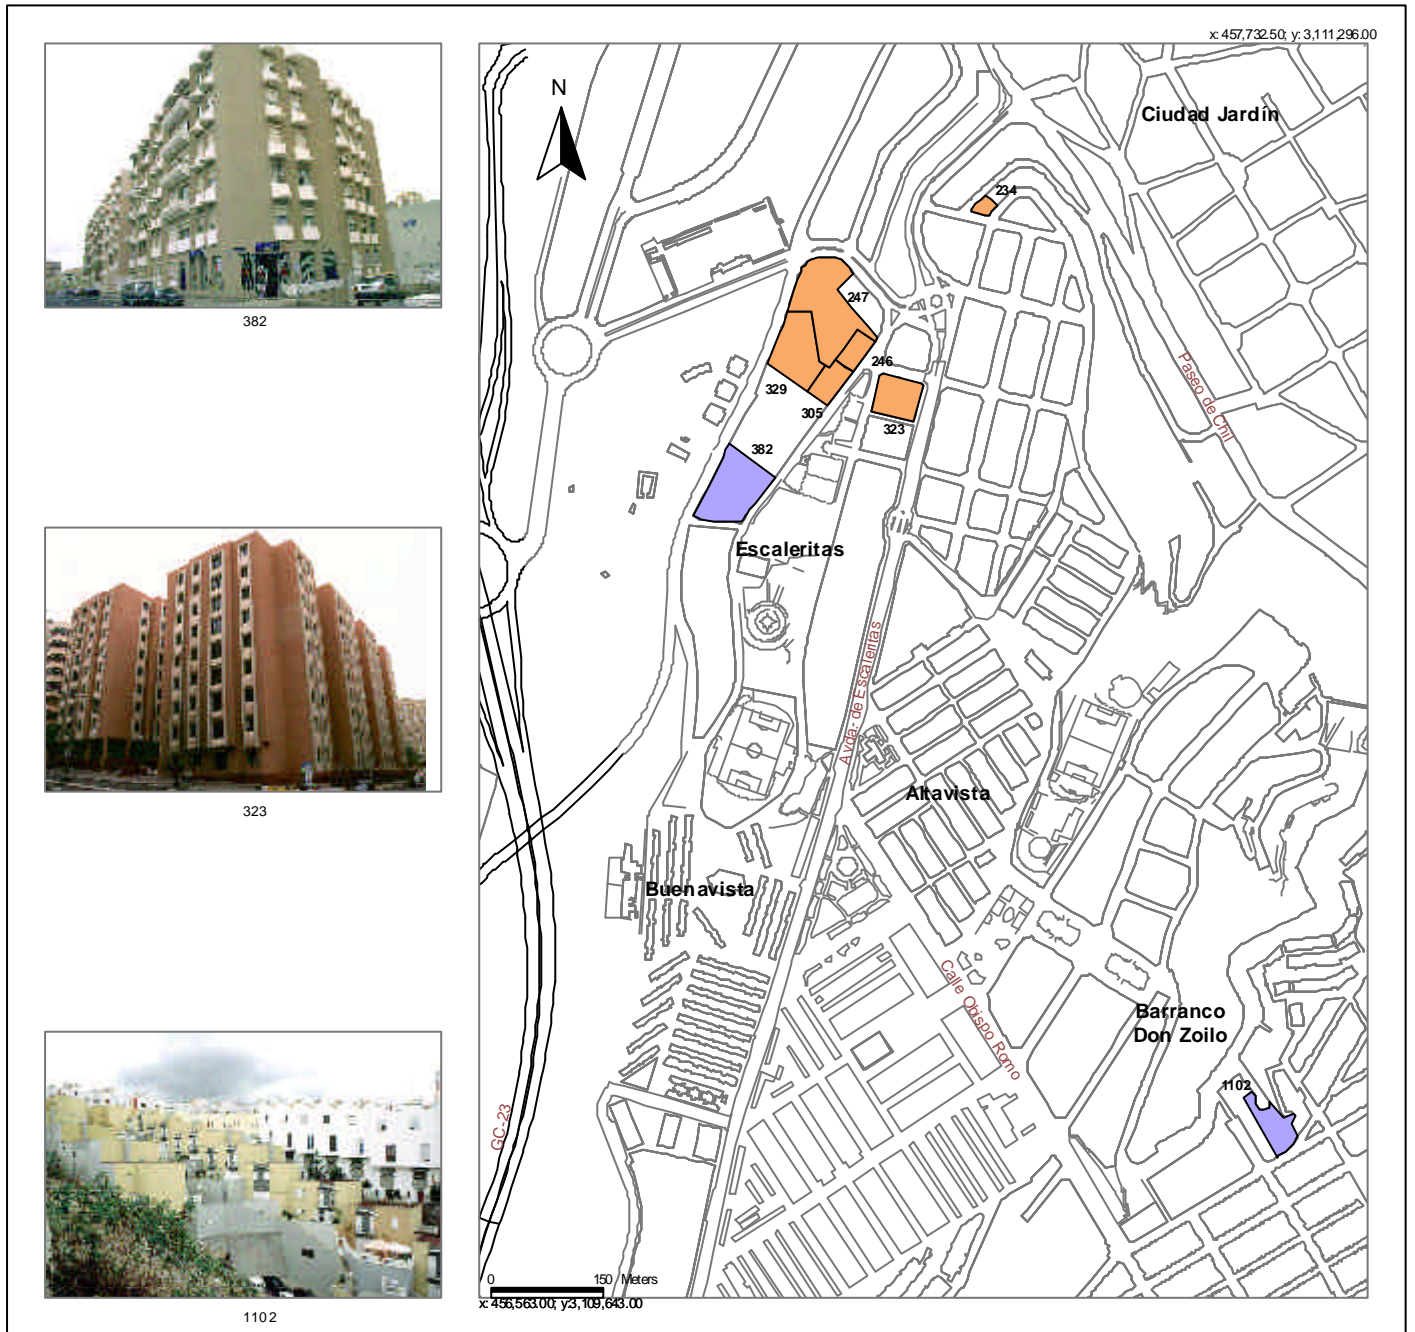 x: 457,732.50; y: 3,111,296.00
N
Ciudad Jardín
234
247
246
329
305
323
382
Paseo de Chil
Escaleritas
Avda. de Escaleritas
Altavista
Buenavista
Calle Obispo Romo
Barranco
Don Zoilo
1102
GC-23
0 150 Meters
x: 456,563.00; y:3,109,643.00
382
323
1102